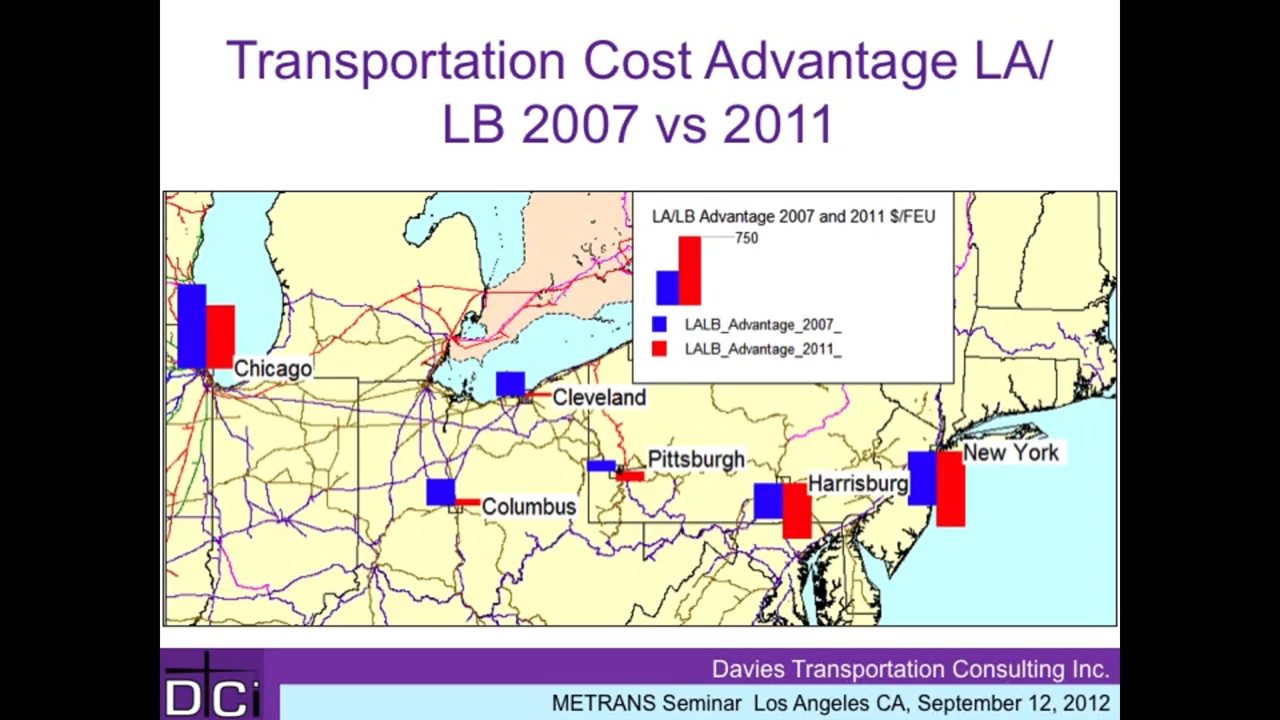 Transportation Cost Advantage LA/
LB 2007 vs 2011
LA/LB Advantage 2007 and 2011 $/FEU
750
LALB_Advantage_2007_
LALB_Advantage_2011_
Chicago
Cleveland
Pittsburgh
New York
Harrisburg
Columbus
Davies Transportation Consulting Inc.
DTCi
METRANS Seminar Los Angeles CA, September 12, 2012